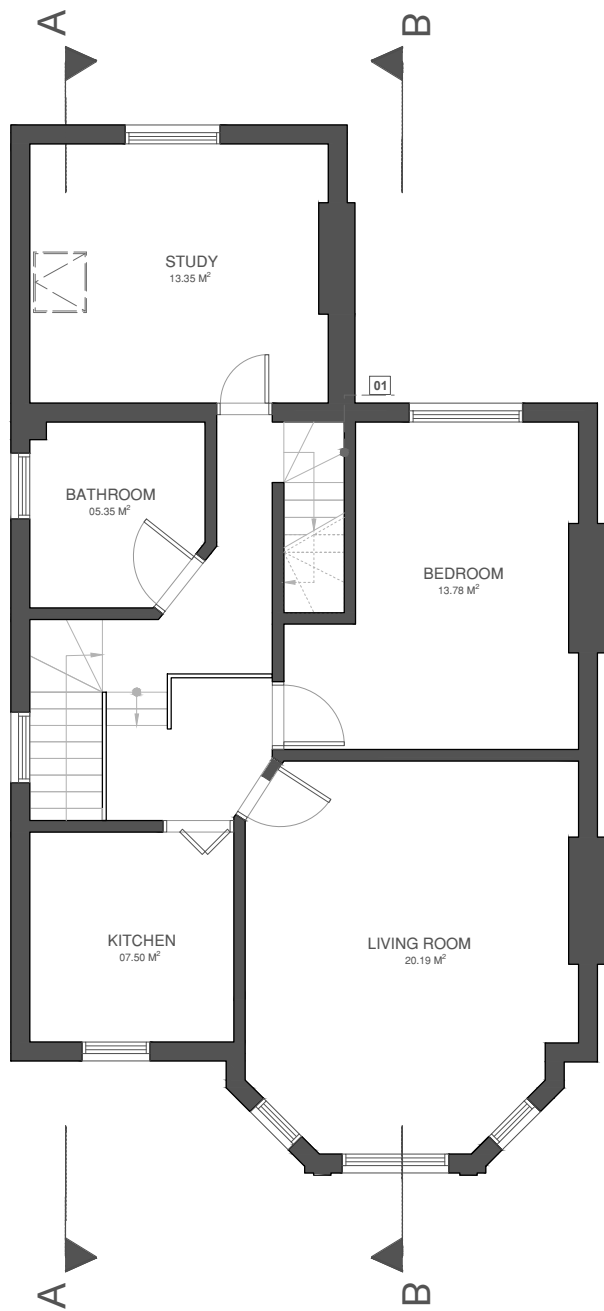 A
B
STUDY
13.35 M²
01
BATHROOM
05.35 M²
BEDROOM
13.78 M²
KITCHEN
07.50 M²
LIVING ROOM
20.19 M²
A
B